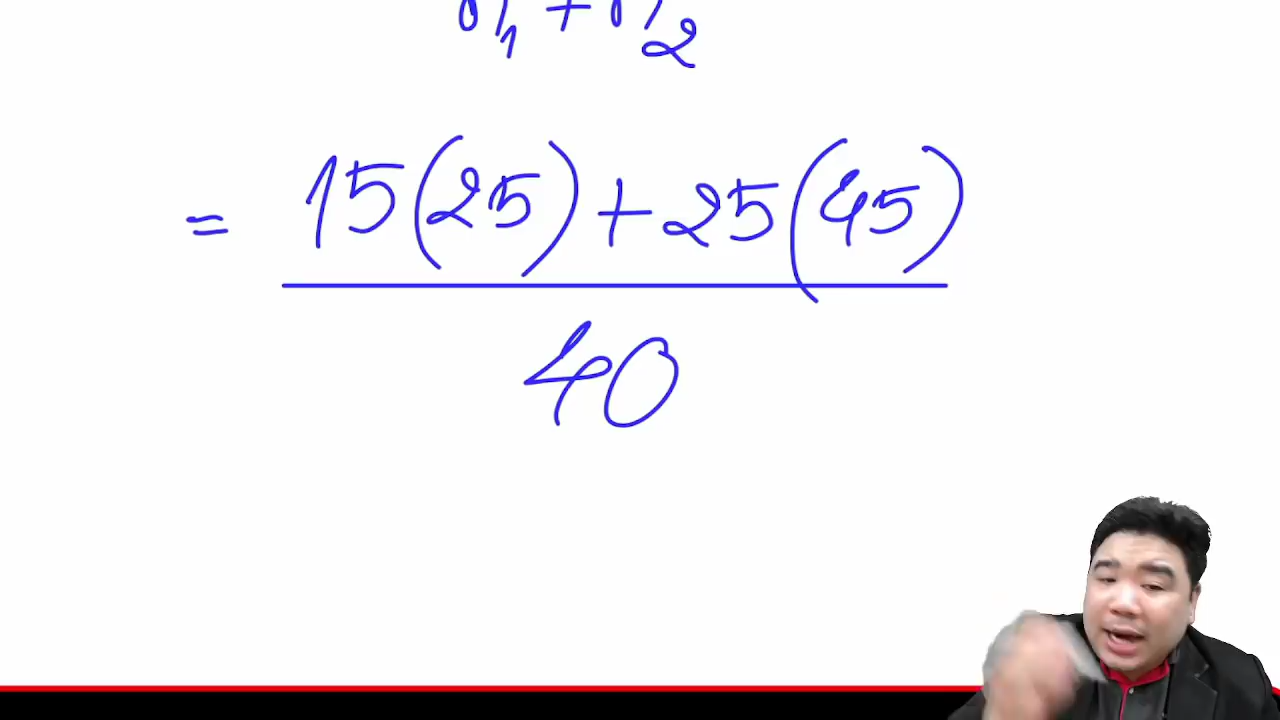 = 15(25) + 25(45)
40